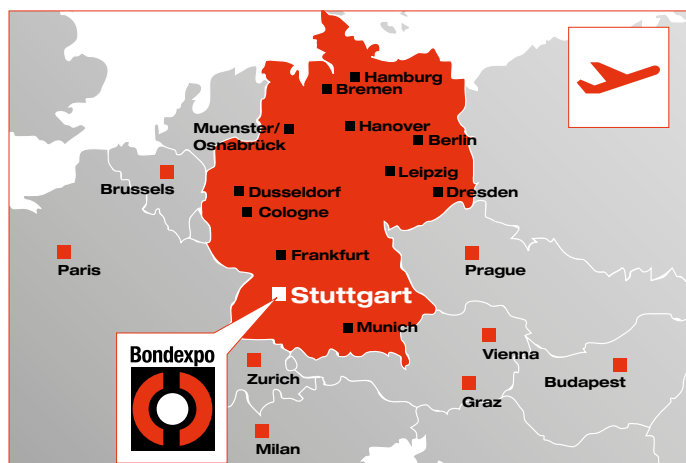 Hamburg
Bremen
Hanover
Muenster/
Osnabrück
Berlin
Leipzig
Brussels
Dusseldorf
Dresden
Cologne
Frankfurt
Paris
Prague
Stuttgart
Munich
Bondexpo
Vienna
Zurich
Budapest
Graz
Milan